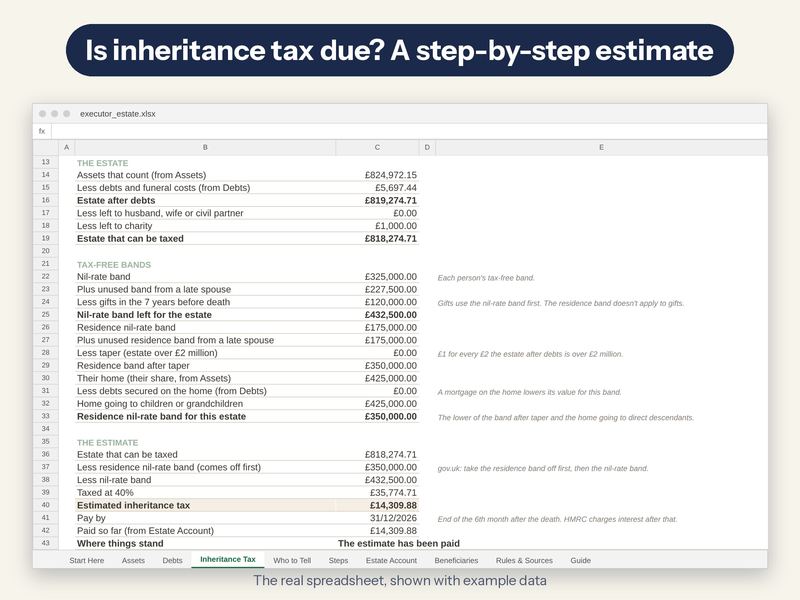 Is inheritance tax due? A step-by-step estimate
executor_estate.xlsx
fx
A B C D E
13 THE ESTATE
14 Assets that count (from Assets) £824,972.15
15 Less debts and funeral costs (from Debts) £5,697.44
16 Estate after debts £819,274.71
17 Less left to husband, wife or civil partner £0.00
18 Less left to charity £1,000.00
19 Estate that can be taxed £818,274.71
20
21 TAX-FREE BANDS
22 Nil-rate band £325,000.00 Each person's tax-free band.
23 Plus unused band from a late spouse £227,500.00
24 Less gifts in the 7 years before death £120,000.00 Gifts use the nil-rate band first. The residence band doesn't apply to gifts.
25 Nil-rate band left for the estate £432,500.00
26 Residence nil-rate band £175,000.00
27 Plus unused residence band from a late spouse £175,000.00
28 Less taper (estate over £2 million) £0.00 £1 for every £2 the estate after debts is over £2 million.
29 Residence band after taper £350,000.00
30 Their home (their share, from Assets) £425,000.00
31 Less debts secured on the home (from Debts) £0.00 A mortgage on the home lowers its value for this band.
32 Home going to children or grandchildren £425,000.00
33 Residence nil-rate band for this estate £350,000.00 The lower of the band after taper and the home going to direct descendants.
34
35 THE ESTIMATE
36 Estate that can be taxed £818,274.71
37 Less residence nil-rate band (comes off first) £350,000.00 gov.uk: take the residence band off first, then the nil-rate band.
38 Less nil-rate band £432,500.00
39 Taxed at 40% £35,774.71
40 Estimated inheritance tax £14,309.88
41 Pay by 31/12/2026 End of the 6th month after the death. HMRC charges interest after that.
42 Paid so far (from Estate Account) £14,309.88
43 Where things stand The estimate has been paid
Start Here Assets Debts Inheritance Tax Who to Tell Steps Estate Account Beneficiaries Rules & Sources Guide
The real spreadsheet, shown with example data